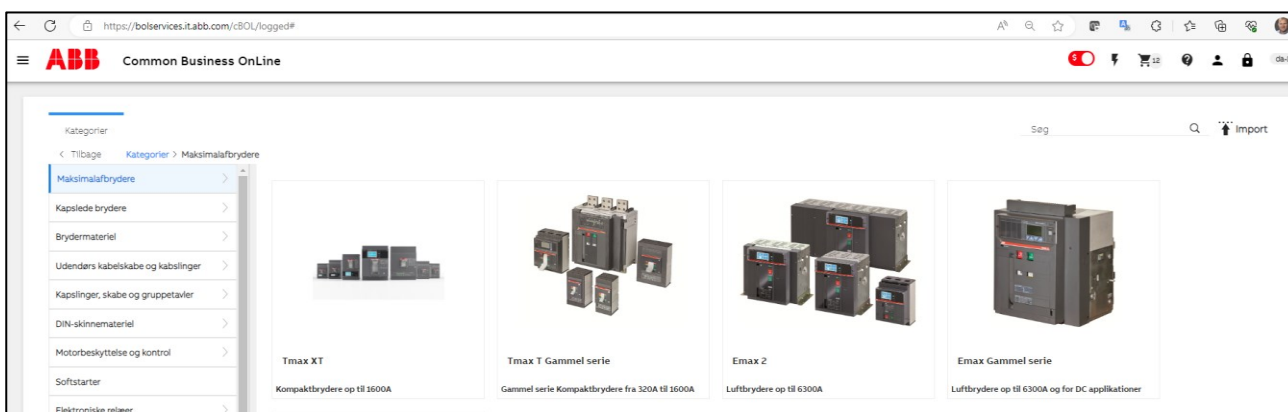 https://bolservices.it.abb.com/cBOL/logged#
ABB Common Business OnLine
12
Kategorier
Søg
Import
< Tilbage Kategorier > Maksimalafbrydere
Maksimalafbrydere
Kapslede brydere
Brydermateriel
Udendørs kabelskabe og kabslinger
Kapslinger, skabe og gruppetavler
DIN-skinnemateriel
Motorbeskyttelse og kontrol
Softstarter
Elektroniske relæer
Tmax XT
Kompaktbrydere op til 1600A
Tmax T Gammel serie
Gammel serie Kompaktbrydere fra 320A til 1600A
Emax 2
Luftbrydere op til 6300A
Emax Gammel serie
Luftbrydere op til 6300A og for DC applikationer